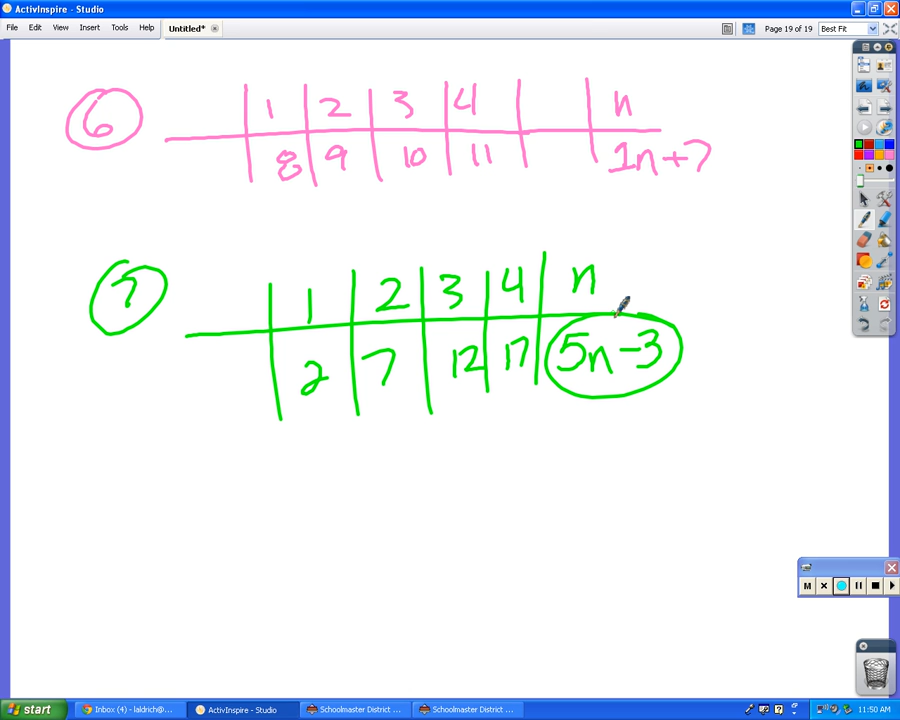 ActivInspire - Studio
File Edit View Insert Tools Help Untitled* Page 19 of 19 Best Fit
6 1 2 3 4 n
8 9 10 11 1n+7
7 1 2 3 4 n
2 7 12 17 5n-3
M
start Inbox (4) - laldrich@... ActivInspire - Studio Schoolmaster District ... Schoolmaster District ... 11:50 AM